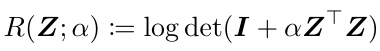 R(Z; α) ≔ log det(I + αZ⊤Z)